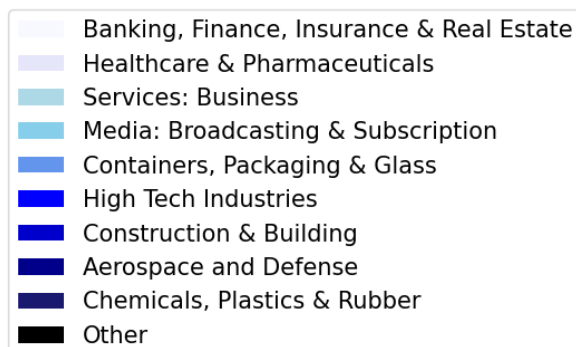 Banking, Finance, Insurance & Real Estate
Healthcare & Pharmaceuticals
Services: Business
Media: Broadcasting & Subscription
Containers, Packaging & Glass
High Tech Industries
Construction & Building
Aerospace and Defense
Chemicals, Plastics & Rubber
Other